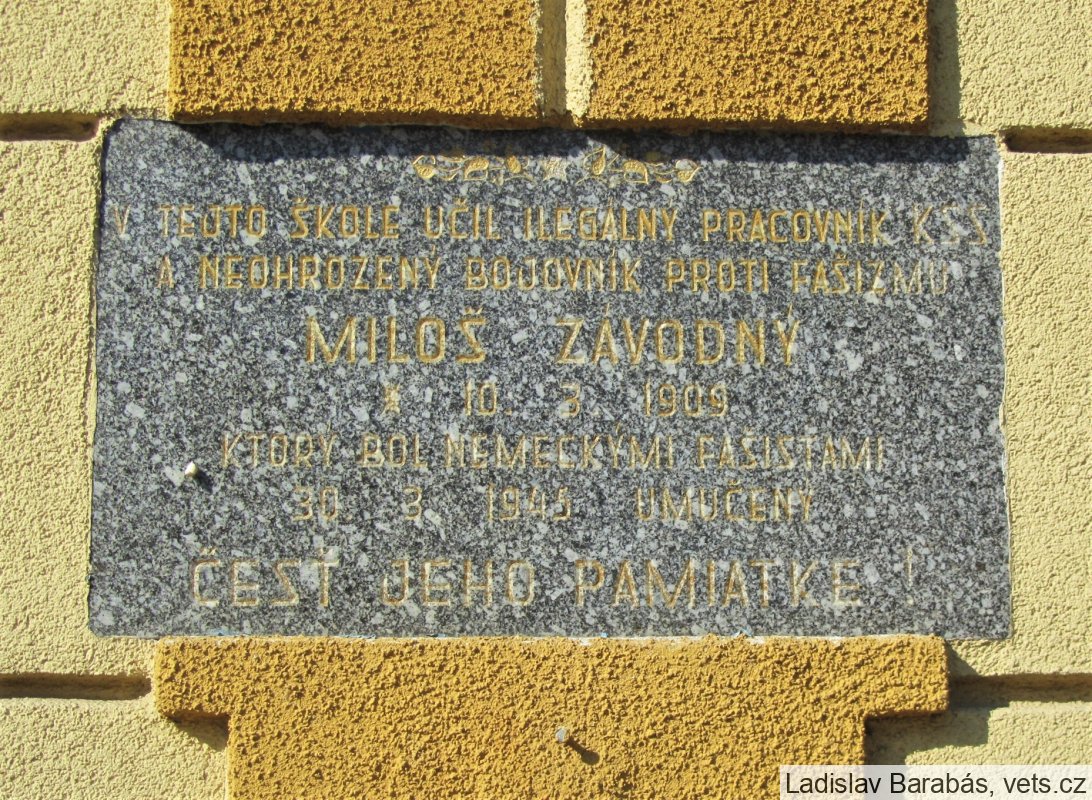 V TEJTO ŠKOLE UČIL ILEGÁLNÝ PRACOVNÍK KSS
A NEOHROZENÝ BOJOVNÍK PROTI FAŠIZMU
MILOŠ ZÁVODNÝ
X 10. 3. 1909
KTORÝ BOL NEMECKÝMI FAŠISTAMI
30. 3. 1945 UMUČENÝ
ČESŤ JEHO PAMIATKE !
Ladislav Barabás, vets.cz